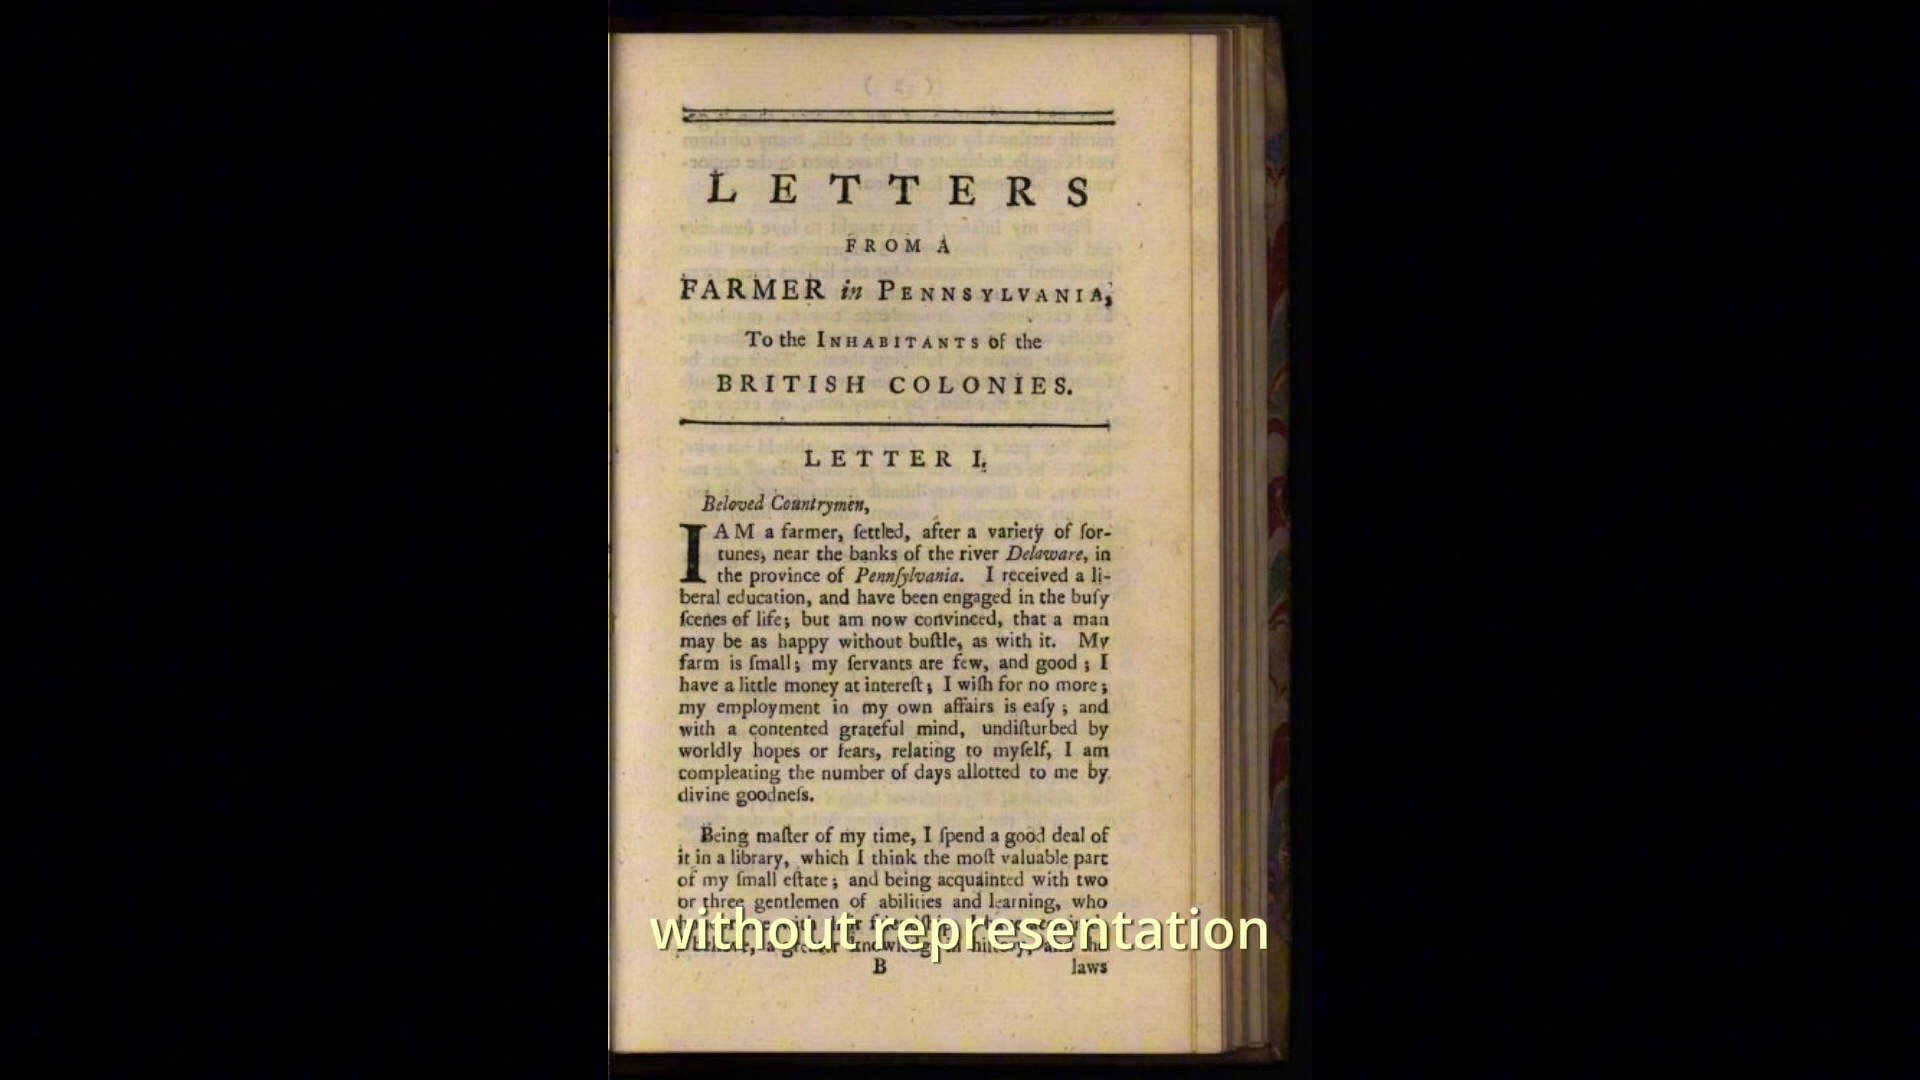 LETTERS
FROM A
FARMER in PENNSYLVANIA,
To the INHABITANTS of the
BRITISH COLONIES.
LETTER I.
Beloved Countrymen,
I AM a farmer, ſettled, after a variety of for-
tunes, near the banks of the river Delaware, in
the province of Pennſylvania. I received a li-
beral education, and have been engaged in the buſy
ſcenes of life; but am now convinced, that a man
may be as happy without buſtle, as with it. My
farm is ſmall; my ſervants are few, and good; I
have a little money at intereſt; I wiſh for no more;
my employment in my own affairs is eaſy; and
with a contented grateful mind, undiſturbed by
worldly hopes or fears, relating to myſelf, I am
compleating the number of days allotted to me by
divine goodneſs.
Being maſter of my time, I ſpend a good deal of
it in a library, which I think the moſt valuable part
of my ſmall eſtate; and being acquainted with two
or three gentlemen of abilities and learning, who
without representation
B laws